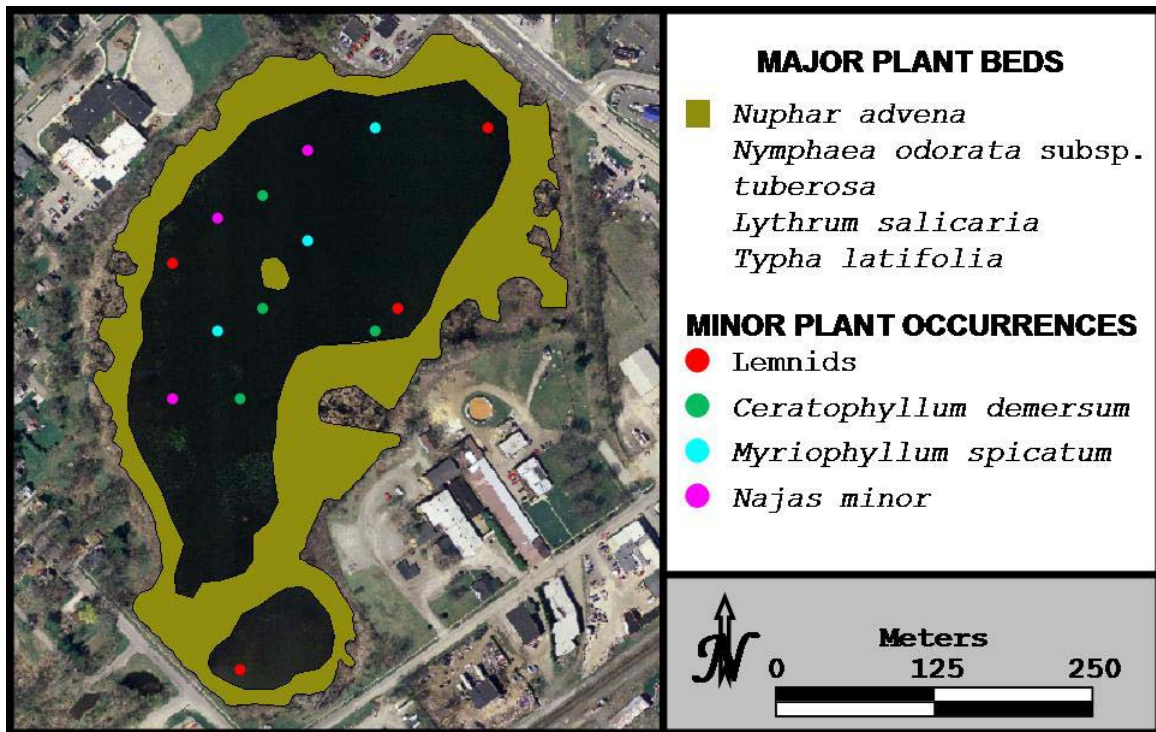 MAJOR PLANT BEDS
Nuphar advena
Nymphaea odorata subsp.
tuberosa
Lythrum salicaria
Typha latifolia
MINOR PLANT OCCURRENCES
Lemnids
Ceratophyllum demersum
Myriophyllum spicatum
Najas minor
N
Meters
0 125 250